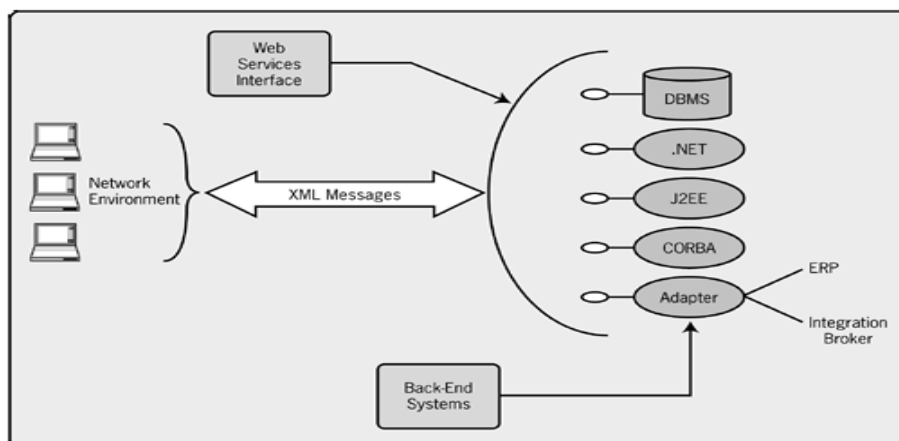 Web
Services
Interface
DBMS
.NET
Network
Environment
XML Messages
J2EE
CORBA
ERP
Adapter
Integration
Broker
Back-End
Systems